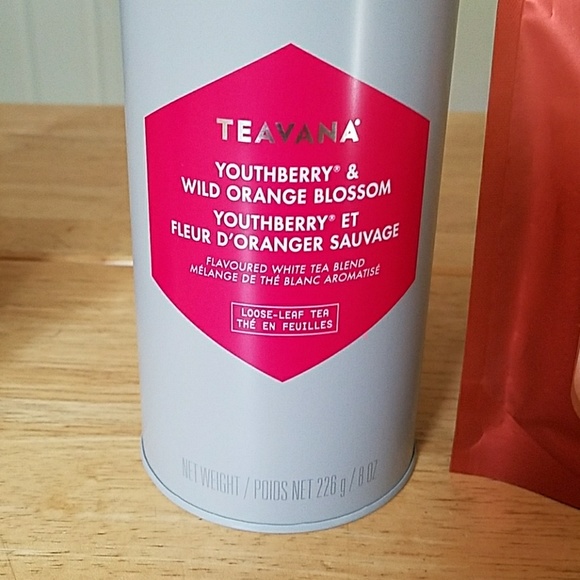 TEAVANA®
YOUTHBERRY® &
WILD ORANGE BLOSSOM
YOUTHBERRY® ET
FLEUR D'ORANGER SAUVAGE
FLAVOURED WHITE TEA BLEND
MÉLANGE DE THÉ BLANC AROMATISÉ
LOOSE-LEAF TEA
THÉ EN FEUILLES
NET WEIGHT / POIDS NET 226 g / 8 OZ